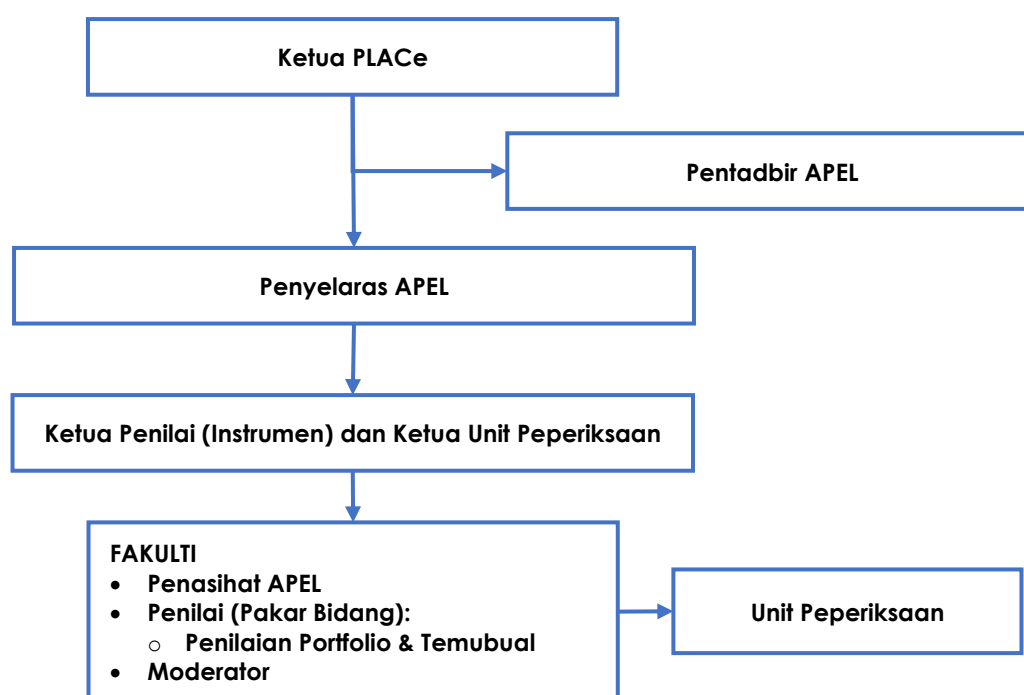 Ketua PLACe
Pentadbir APEL
Penyelaras APEL
Ketua Penilai (Instrumen) dan Ketua Unit Peperiksaan
FAKULTI
• Penasihat APEL
• Penilai (Pakar Bidang):
o Penilaian Portfolio & Temubual
• Moderator
Unit Peperiksaan